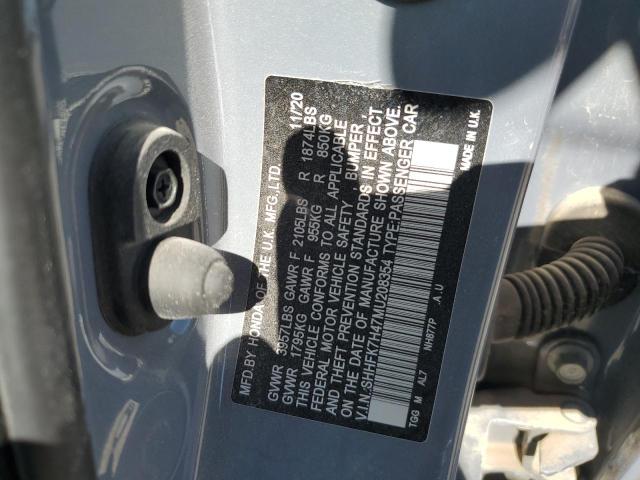 MFD.BY HONDA OF THE U.K. MFG.,LTD. 11/20
GVWR 3957LBS GAWR F 2105LBS R 1874LBS
GVWR 1795KG GAWR F 955KG R 850KG
THIS VEHICLE CONFORMS TO ALL APPLICABLE
FEDERAL MOTOR VEHICLE SAFETY , BUMPER ,
AND THEFT PREVENTION STANDARDS IN EFFECT
ON THE DATE OF MANUFACTURE SHOWN ABOVE.
V.I.N: SHHFK7H47MU208354 TYPE:PASSENGER CAR
TGG M ALT NH877P A.U MADE IN U.K.